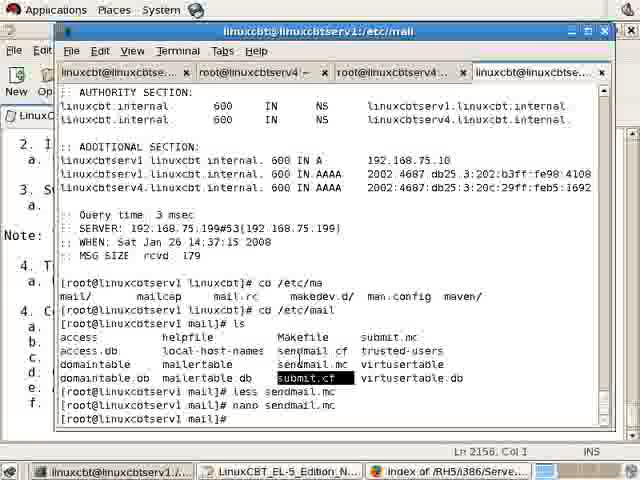 Applications Places System
linuxcbt@linuxcbtserv1:/etc/mail
File Edit View Terminal Tabs Help
linuxcbt@linuxcbtse... root@linuxcbtserv4:~ root@linuxcbtserv4:... linuxcbt@linuxcbtse...
File Edit
New Op
LinuxC
;; AUTHORITY SECTION:
linuxcbt.internal. 600 IN NS linuxcbtserv1.linuxcbt.internal.
linuxcbt.internal. 600 IN NS linuxcbtserv4.linuxcbt.internal.
;; ADDITIONAL SECTION:
linuxcbtserv1.linuxcbt.internal. 600 IN A 192.168.75.10
linuxcbtserv1.linuxcbt.internal. 600 IN AAAA 2002:4687:db25:3:202:b3ff:fe98:4108
linuxcbtserv4.linuxcbt.internal. 600 IN AAAA 2002:4687:db25:3:20c:29ff:feb5:1692
;; Query time: 3 msec
;; SERVER: 192.168.75.199#53(192.168.75.199)
;; WHEN: Sat Jan 26 14:37:15 2008
;; MSG SIZE rcvd: 179
[root@linuxcbtserv1 linuxcbt]# cd /etc/ma
mail/ mailcap mail.rc makedev.d/ man.config maven/
[root@linuxcbtserv1 linuxcbt]# cd /etc/mail
[root@linuxcbtserv1 mail]# ls
access helpfile Makefile submit.mc
access.db local-host-names sendmail.cf trusted-users
domaintable mailertable sendmail.mc virtusertable
domaintable.db mailertable.db submit.cf virtusertable.db
[root@linuxcbtserv1 mail]# less sendmail.mc
[root@linuxcbtserv1 mail]# nano sendmail.mc
[root@linuxcbtserv1 mail]#
2. I
a.
3. S
a.
Note:
4. T
a.
4. C
a.
b.
c.
d.
e.
f.
Ln 2156, Col 1 INS
linuxcbt@linuxcbtserv1:/... LinuxCBT_EL-5_Edition_N... Index of /RH5/i386/Serve...